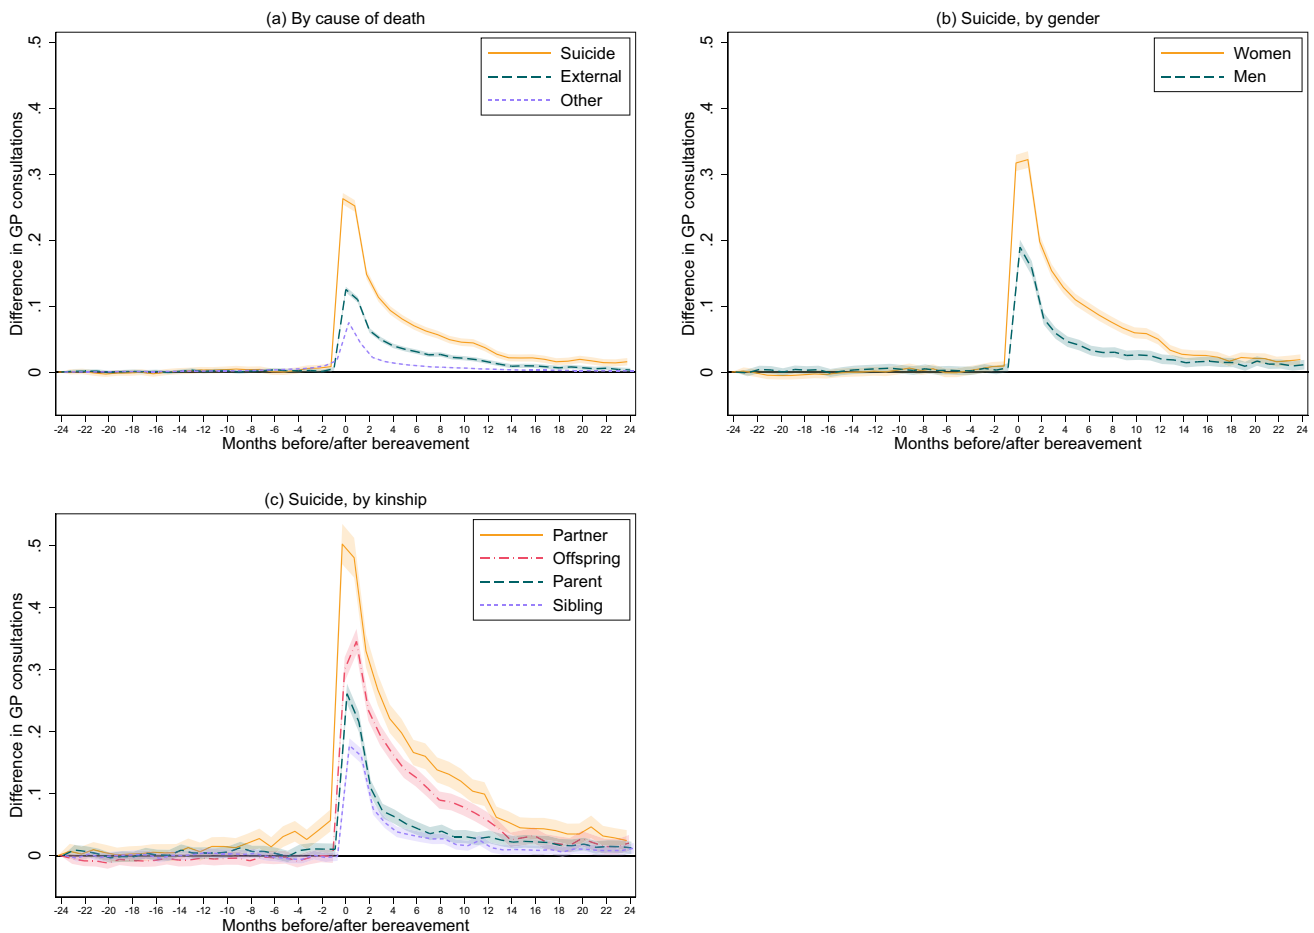 (a) By cause of death
Difference in GP consultations
.5
.4
.3
.2
.1
0
Suicide
External
Other
-24 -22 -20 -18 -16 -14 -12 -10 -8 -6 -4 -2 0 2 4 6 8 10 12 14 16 18 20 22 24
Months before/after bereavement
(b) Suicide, by gender
Difference in GP consultations
.5
.4
.3
.2
.1
0
Women
Men
-24 -22 -20 -18 -16 -14 -12 -10 -8 -6 -4 -2 0 2 4 6 8 10 12 14 16 18 20 22 24
Months before/after bereavement
(c) Suicide, by kinship
Difference in GP consultations
.5
.4
.3
.2
.1
0
Partner
Offspring
Parent
Sibling
-24 -22 -20 -18 -16 -14 -12 -10 -8 -6 -4 -2 0 2 4 6 8 10 12 14 16 18 20 22 24
Months before/after bereavement